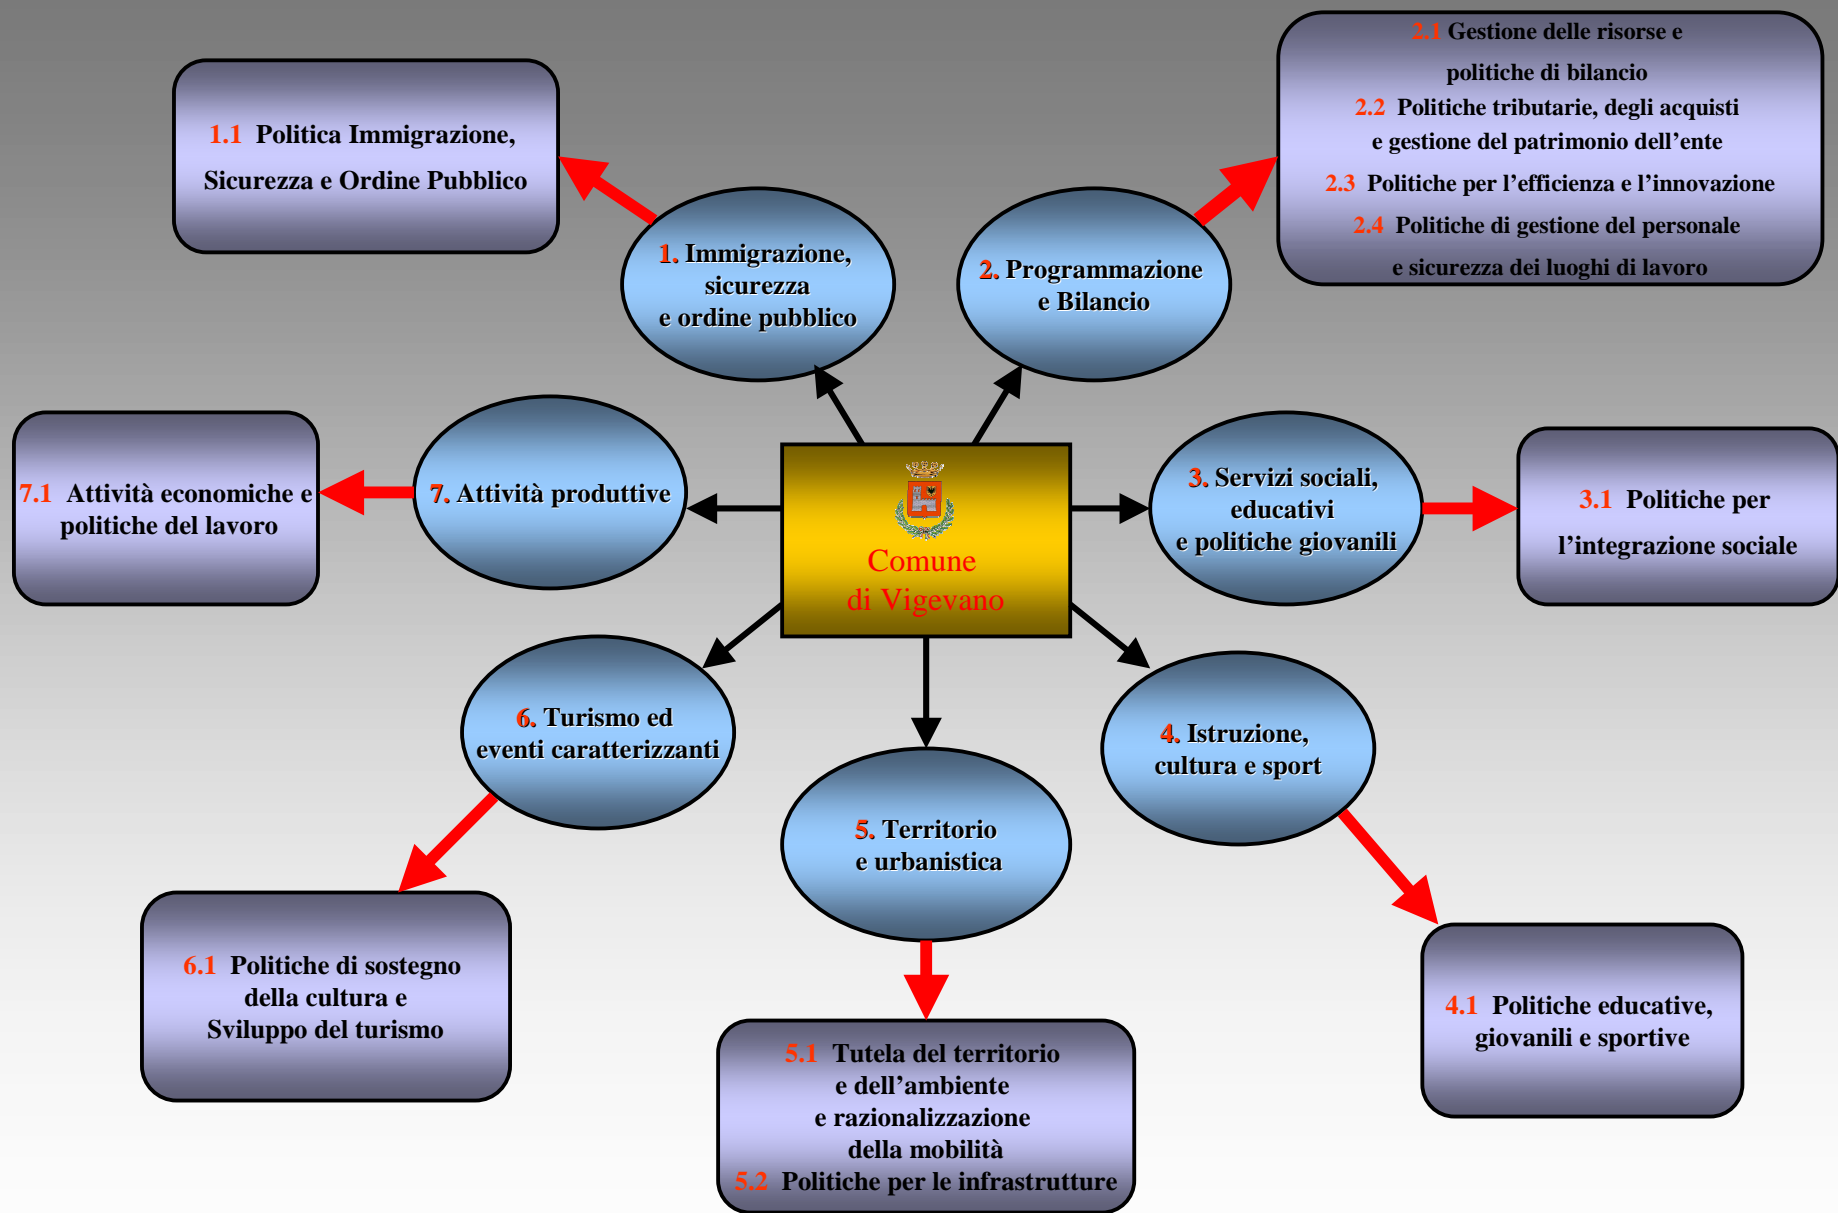 2.1 Gestione delle risorse e
politiche di bilancio
2.2 Politiche tributarie, degli acquisti
e gestione del patrimonio dell’ente
2.3 Politiche per l’efficienza e l’innovazione
2.4 Politiche di gestione del personale
e sicurezza dei luoghi di lavoro
1.1 Politica Immigrazione,
Sicurezza e Ordine Pubblico
1. Immigrazione,
sicurezza
e ordine pubblico
2. Programmazione
e Bilancio
7.1 Attività economiche e
politiche del lavoro
7. Attività produttive
Comune
di Vigevano
3. Servizi sociali,
educativi
e politiche giovanili
3.1 Politiche per
l’integrazione sociale
6. Turismo ed
eventi caratterizzanti
4. Istruzione,
cultura e sport
5. Territorio
e urbanistica
6.1 Politiche di sostegno
della cultura e
Sviluppo del turismo
4.1 Politiche educative,
giovanili e sportive
5.1 Tutela del territorio
e dell’ambiente
e razionalizzazione
della mobilità
5.2 Politiche per le infrastrutture